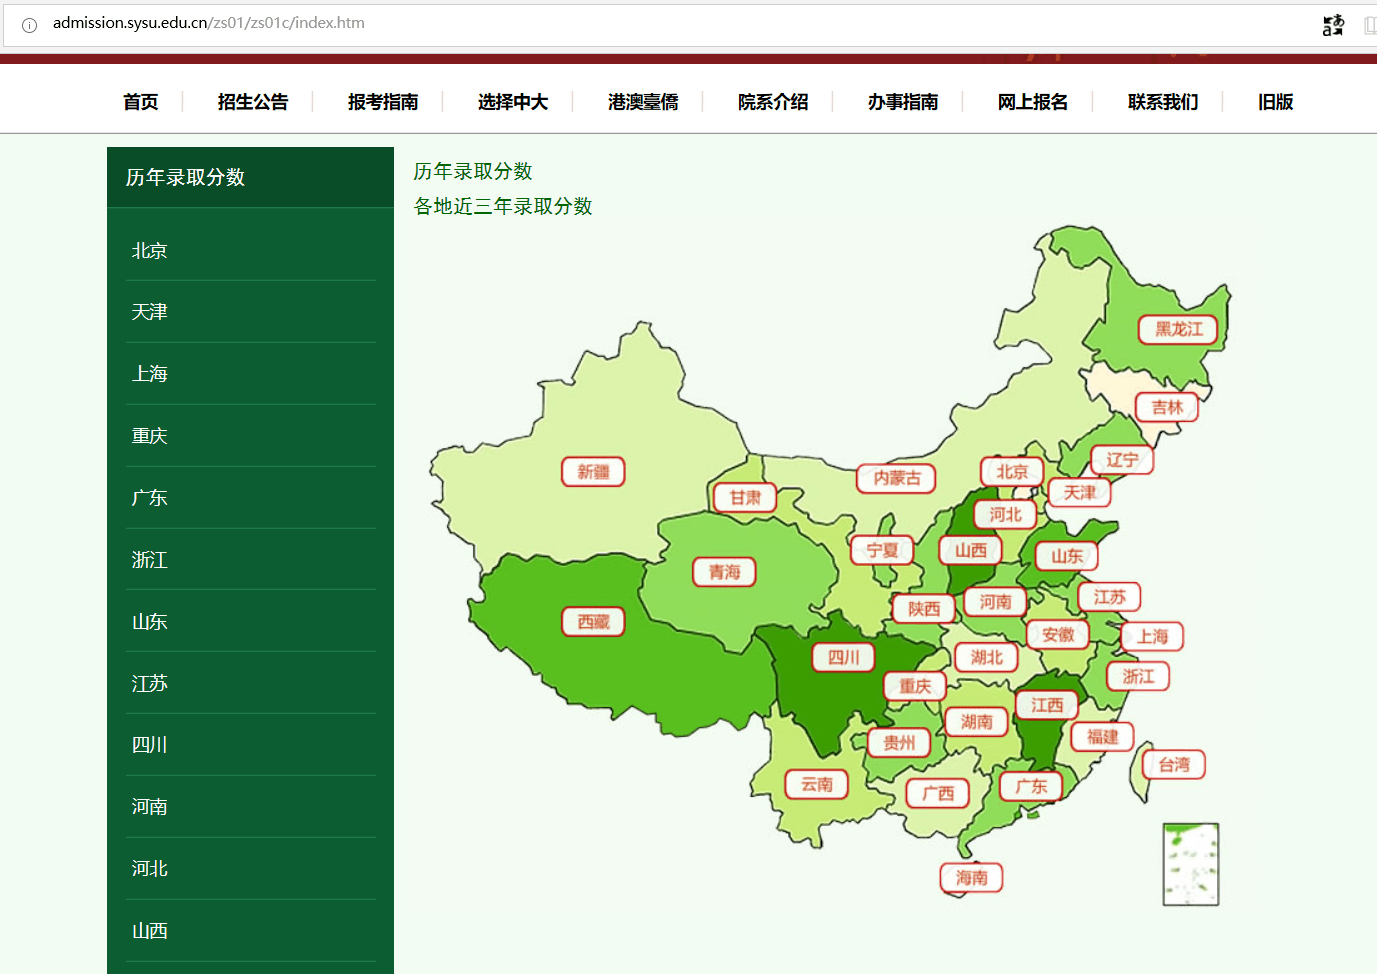 admission.sysu.edu.cn/zs01/zs01c/index.htm
首页 招生公告 报考指南 选择中大 港澳臺僑 院系介绍 办事指南 网上报名 联系我们 旧版
历年录取分数
北京
天津
上海
重庆
广东
浙江
山东
江苏
四川
河南
河北
山西
历年录取分数
各地近三年录取分数
黑龙江
吉林
辽宁
新疆
内蒙古
北京
甘肃
天津
河北
宁夏
山西
山东
青海
江苏
陕西
河南
西藏
安徽
上海
四川
湖北
浙江
重庆
江西
湖南
福建
贵州
台湾
云南
广西
广东
海南